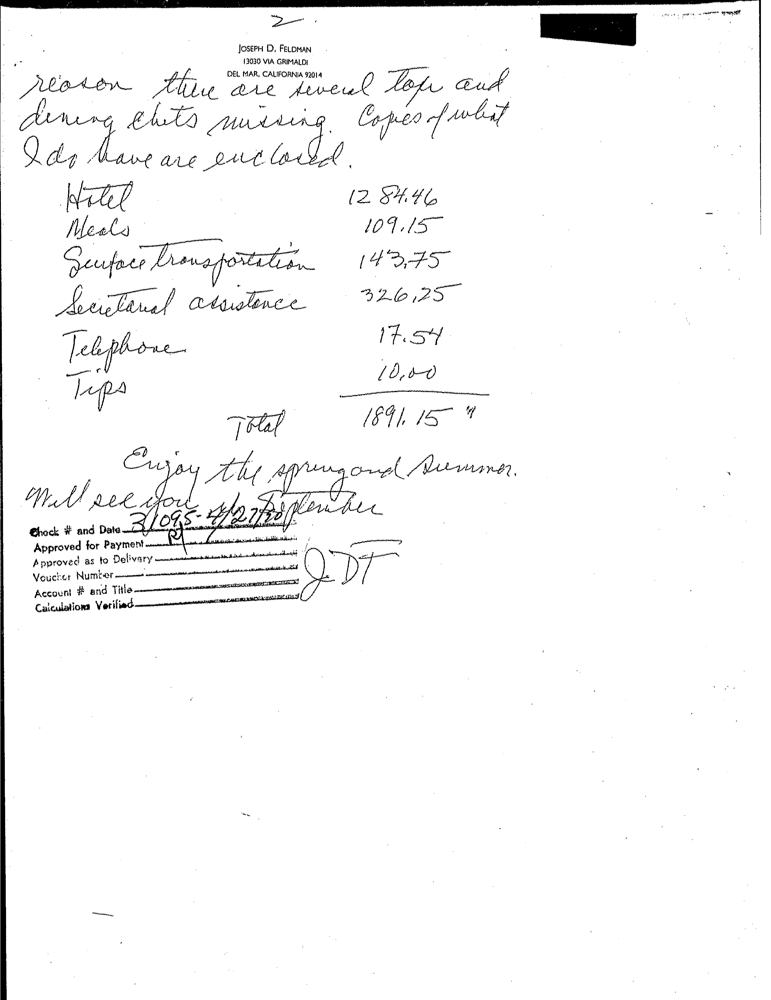 2.
JOSEPH D. FELDMAN
13030 VIA GRIMALDI
DEL MAR, CALIFORNIA 92014
reason there are several taxi and
dining chits missing. Copies of what
I do have are enclosed.
Hotel 1284.46
Meals 109.15
Surface transportation 143.75
Secretarial assistance 326.25
Telephone 17.54
Tips 10.00
Total 1891.15
Enjoy the spring and summer.
Will see you in September
Check # and Date 31095-4/27/90
Approved for Payment
Approved as to Delivery
Voucher Number
Account # and Title
Calculations Verified
JDF